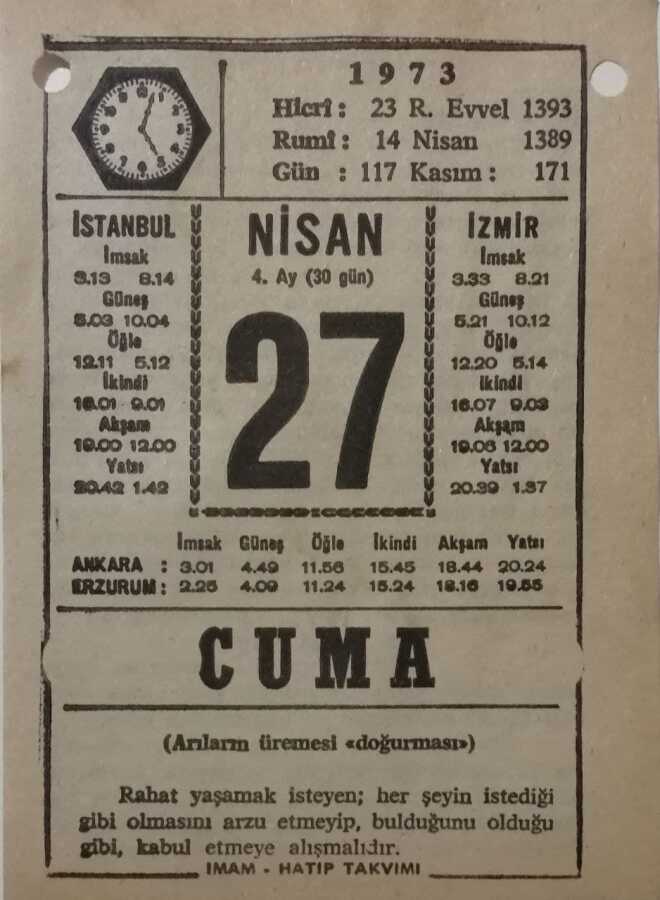 1973
Hicrî : 23 R. Evvel 1393
Rumî : 14 Nisan 1389
Gün : 117 Kasım : 171
İSTANBUL
İmsak
3.13 8.14
Güneş
5.03 10.04
Öğle
12.11 5.12
İkindi
16.01 9.01
Akşam
19.00 12.00
Yatsı
20.42 1.42
NİSAN
4. Ay (30 gün)
27
İZMİR
İmsak
3.33 8.21
Güneş
5.21 10.12
Öğle
12.20 5.14
İkindi
16.07 9.03
Akşam
19.06 12.00
Yatsı
20.39 1.37
İmsak Güneş Öğle İkindi Akşam Yatsı
ANKARA : 3.01 4.49 11.56 15.45 18.44 20.24
ERZURUM : 2.25 4.09 11.24 15.24 18.16 19.55
CUMA
(Arıların üremesi «doğurması»)
Rahat yaşamak isteyen; her şeyin istediği
gibi olmasını arzu etmeyip, bulduğunu olduğu
gibi, kabul etmeye alışmalıdır.
İMAM - HATİP TAKVİMİ